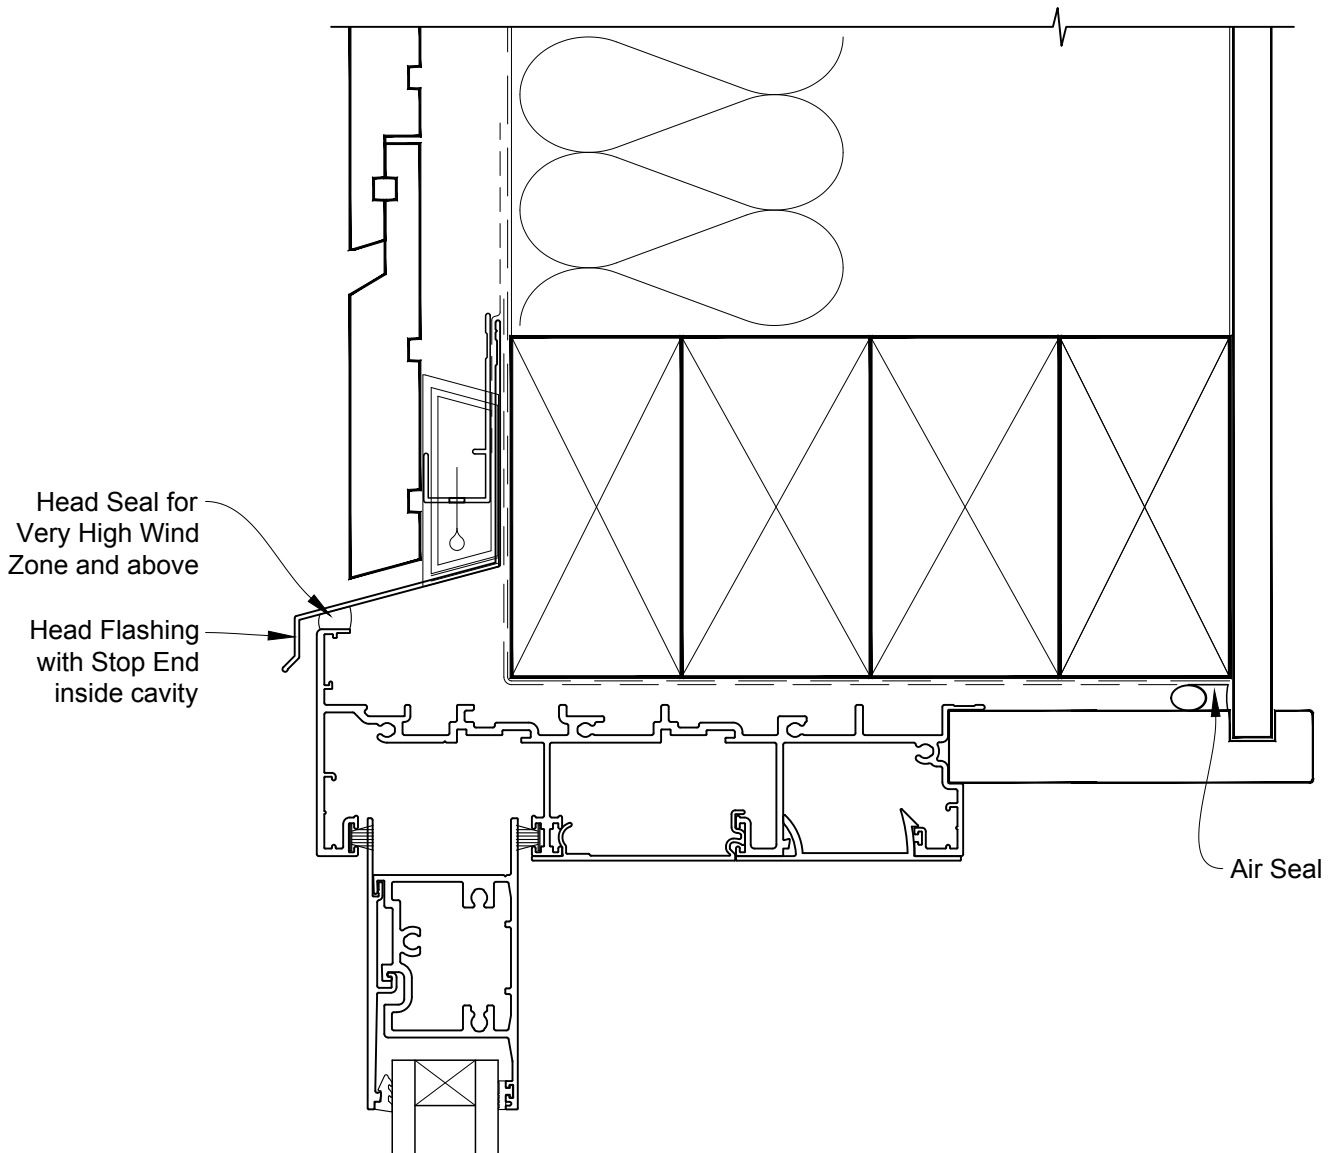 Head Seal for
Very High Wind
Zone and above
Head Flashing
with Stop End
inside cavity
Air Seal